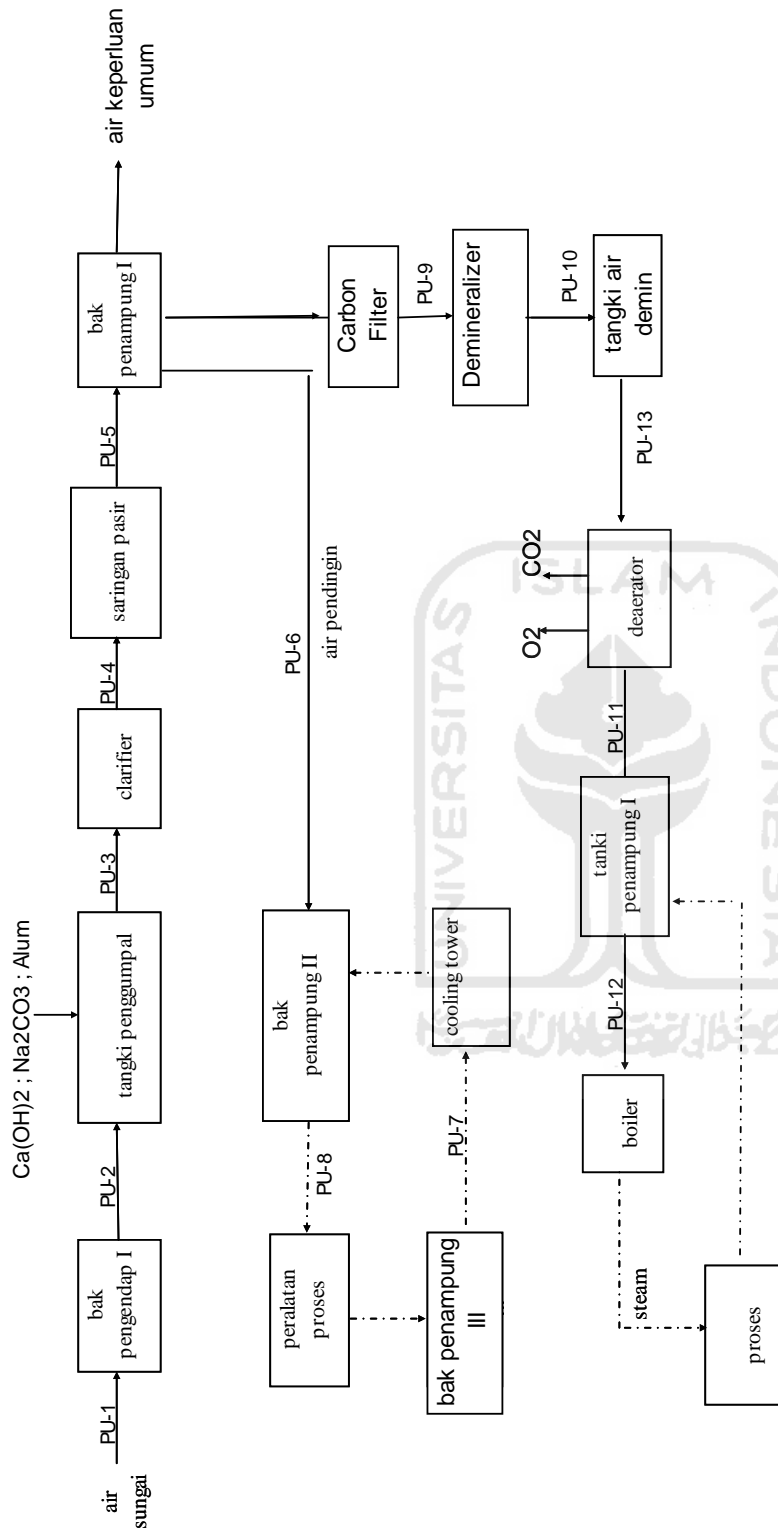 Ca(OH)2 ; Na2CO3 ; Alum
air
sungai
PU-1
bak
pengendap I
PU-2
tangki penggumpal
PU-3
clarifier
PU-4
saringan pasir
PU-5
bak
penampung I
air keperluan
umum
PU-6
air pendingin
bak
penampung II
PU-8
peralatan
proses
bak penampung
III
PU-7
cooling tower
Carbon
Filter
PU-9
Demineralizer
PU-10
tangki air
demin
PU-13
deaerator
O2
CO2
PU-11
tanki
penampung I
PU-12
boiler
steam
proses
UNIVERSITAS
ISLAM
INDONESIA